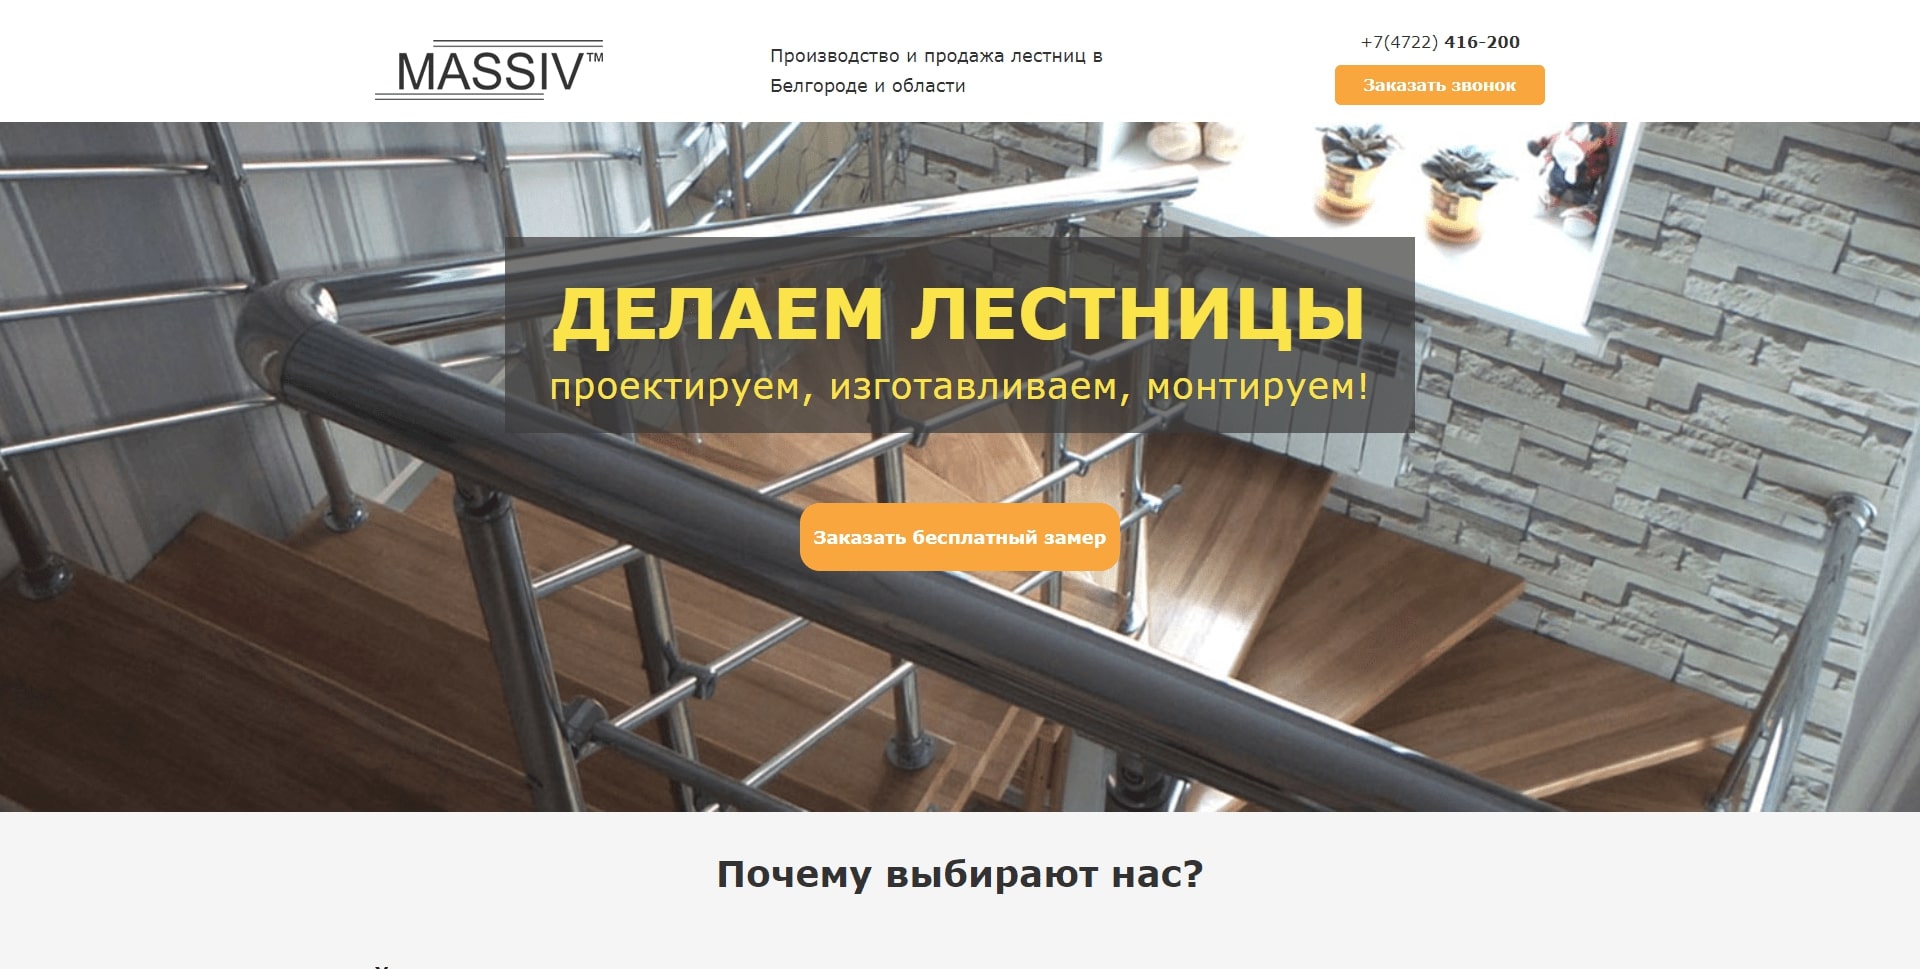 MASSIV™
Производство и продажа лестниц в
Белгороде и области
+7(4722) 416-200
Заказать звонок
ДЕЛАЕМ ЛЕСТНИЦЫ
проектируем, изготавливаем, монтируем!
Заказать бесплатный замер
Почему выбирают нас?